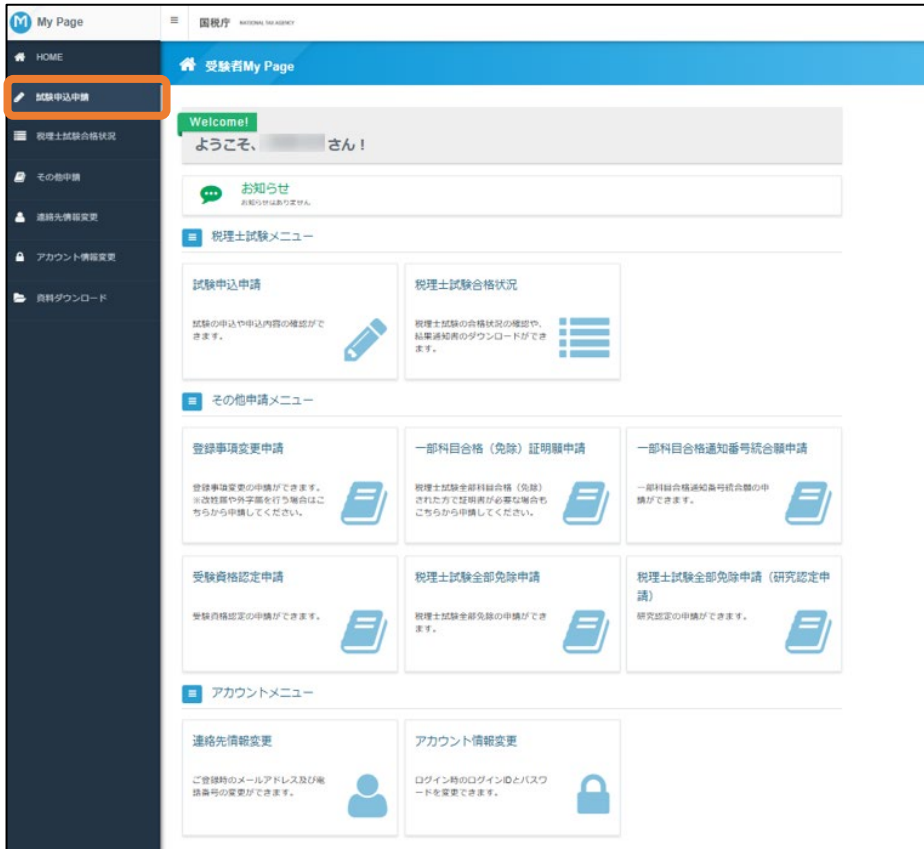 My Page
国税庁 NATIONAL TAX AGENCY
HOME
試験申込申請
税理士試験合格状況
その他申請
連絡先情報変更
アカウント情報変更
資料ダウンロード
受験者My Page
Welcome!
ようこそ、 さん！
お知らせ
お知らせはありません
税理士試験メニュー
試験申込申請
試験の申込や申込内容の確認がで
きます。
税理士試験合格状況
税理士試験の合格状況の確認や、
結果通知書のダウンロードができ
ます。
その他申請メニュー
登録事項変更申請
登録事項変更の申請ができます。
※改姓届や外字届を行う場合はこ
ちらから申請してください。
一部科目合格（免除）証明願申請
税理士試験全部科目合格（免除）
された方で証明書が必要な場合も
こちらから申請してください。
一部科目合格通知番号統合願申請
一部科目合格通知番号統合願の申
請ができます。
受験資格認定申請
受験資格認定の申請ができます。
税理士試験全部免除申請
税理士試験全部免除の申請ができ
ます。
税理士試験全部免除申請（研究認定申
請）
研究認定の申請ができます。
アカウントメニュー
連絡先情報変更
ご登録時のメールアドレス及び電
話番号の変更ができます。
アカウント情報変更
ログイン時のログインIDとパスワ
ードを変更できます。